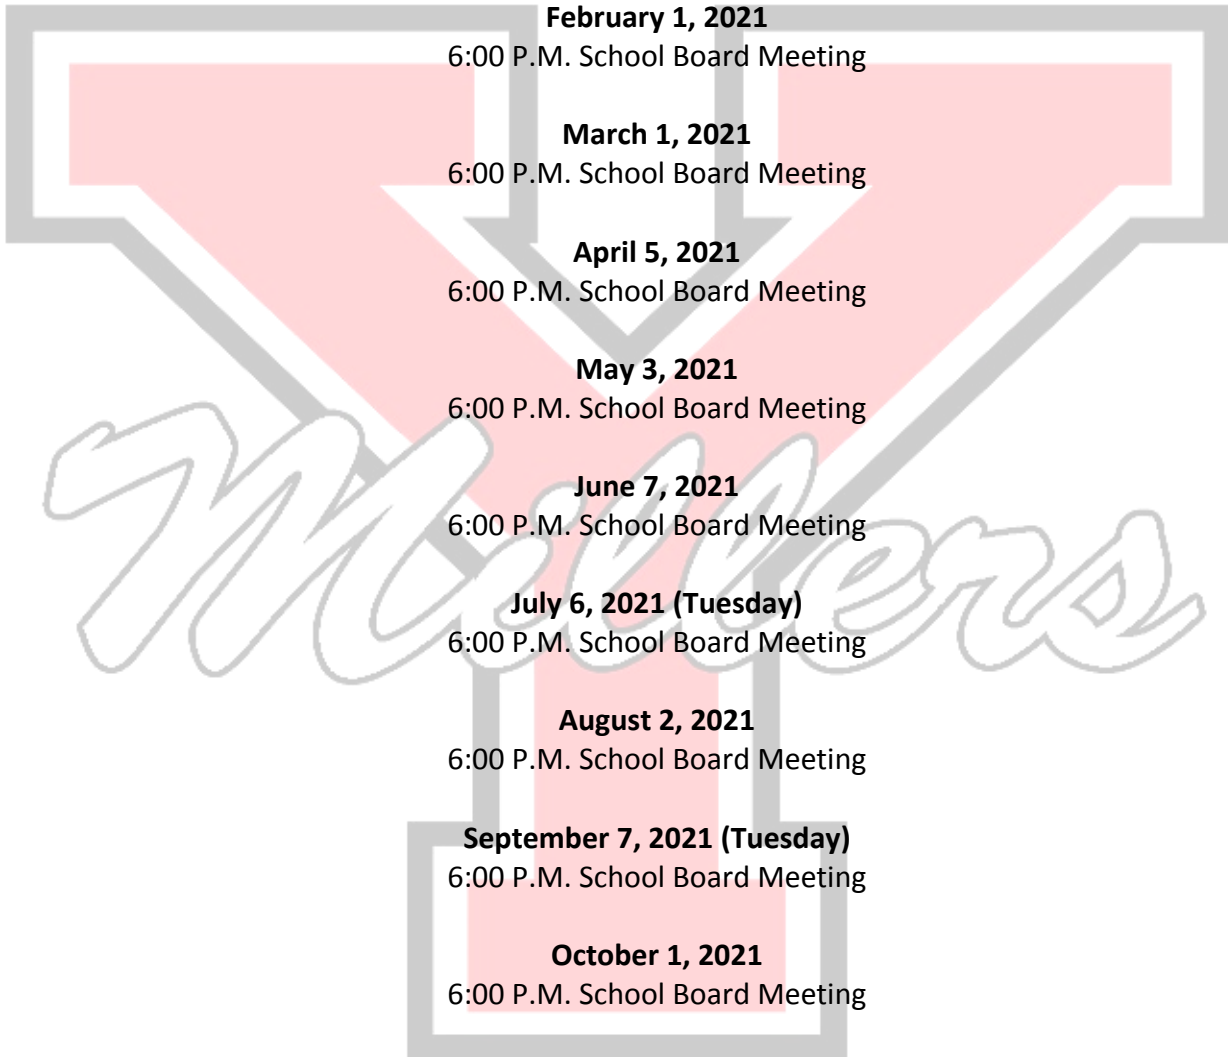 February 1, 2021
6:00 P.M. School Board Meeting
March 1, 2021
6:00 P.M. School Board Meeting
April 5, 2021
6:00 P.M. School Board Meeting
May 3, 2021
6:00 P.M. School Board Meeting
June 7, 2021
6:00 P.M. School Board Meeting
July 6, 2021 (Tuesday)
6:00 P.M. School Board Meeting
August 2, 2021
6:00 P.M. School Board Meeting
September 7, 2021 (Tuesday)
6:00 P.M. School Board Meeting
October 1, 2021
6:00 P.M. School Board Meeting
Y
Millers